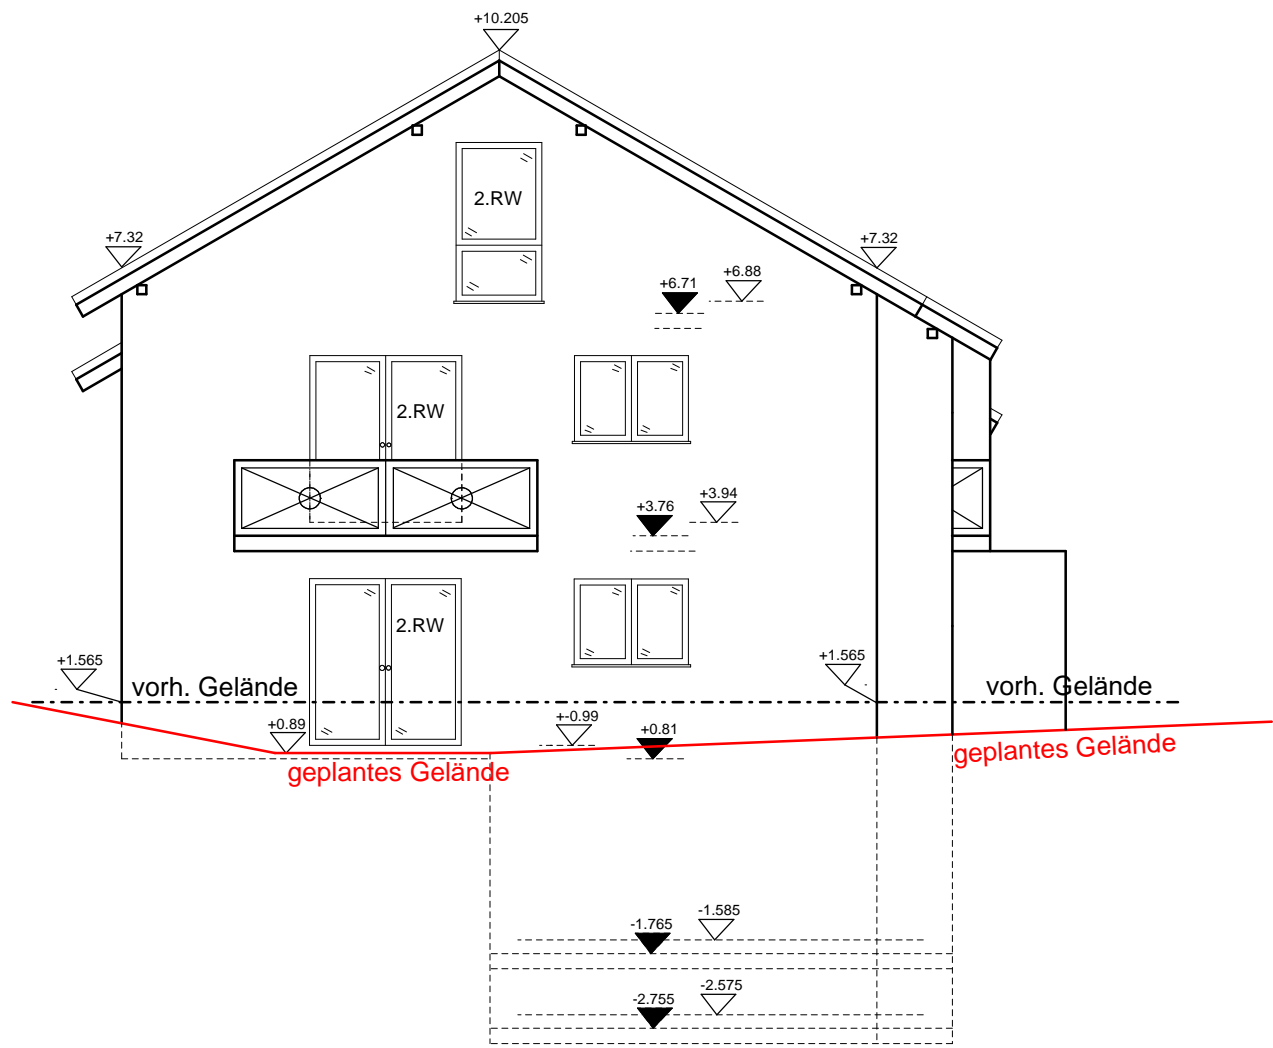 +10.205
2.RW
+7.32
+7.32
+6.71
+6.88
2.RW
+3.76
+3.94
2.RW
+1.565
+1.565
vorh. Gelände
vorh. Gelände
+0.89
+-0.99
+0.81
geplantes Gelände
geplantes Gelände
-1.765
-1.585
-2.755
-2.575